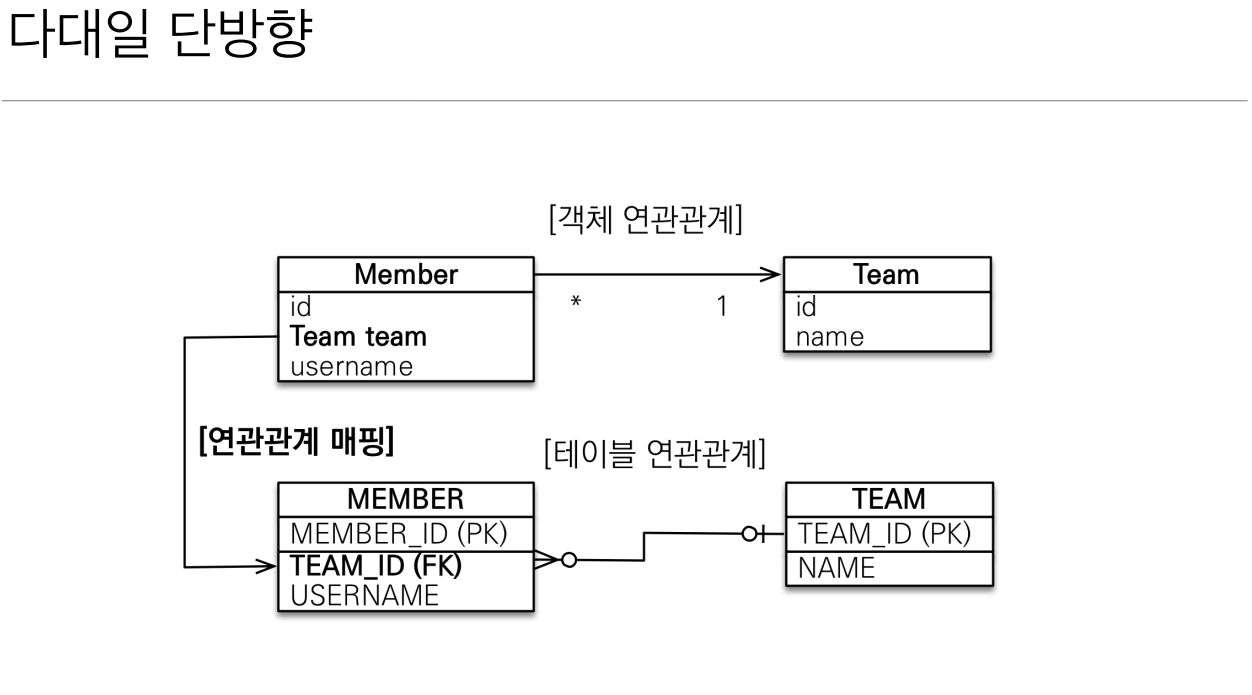 다대일 단방향
[객체 연관관계]
Member
id
Team team
username
* 1
Team
id
name
[연관관계 매핑]
[테이블 연관관계]
MEMBER
MEMBER_ID (PK)
TEAM_ID (FK)
USERNAME
TEAM
TEAM_ID (PK)
NAME